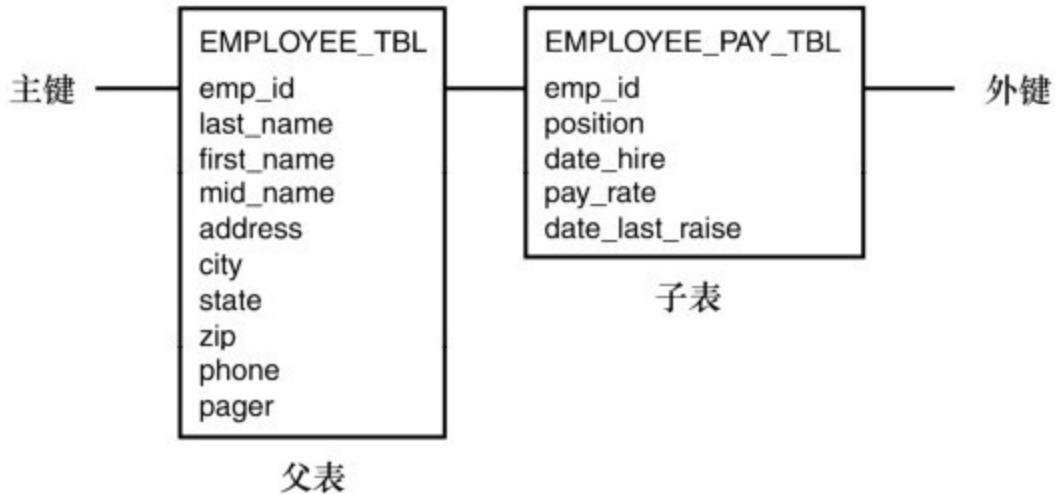 主键
EMPLOYEE_TBL
emp_id
last_name
first_name
mid_name
address
city
state
zip
phone
pager
父表
EMPLOYEE_PAY_TBL
emp_id
position
date_hire
pay_rate
date_last_raise
子表
外键